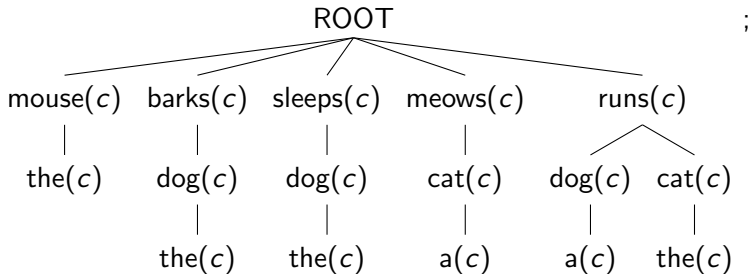 ROOT ;
mouse(c) barks(c) sleeps(c) meows(c) runs(c)
the(c) dog(c) dog(c) cat(c) dog(c) cat(c)
the(c) the(c) a(c) a(c) the(c)